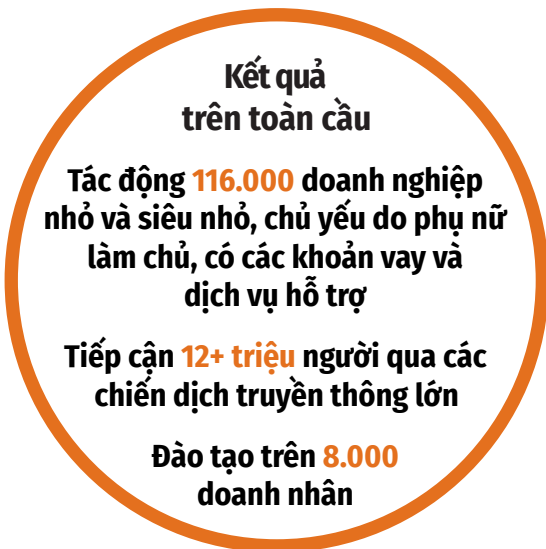 Kết quả
trên toàn cầu
Tác động 116.000 doanh nghiệp
nhỏ và siêu nhỏ, chủ yếu do phụ nữ
làm chủ, có các khoản vay và
dịch vụ hỗ trợ
Tiếp cận 12+ triệu người qua các
chiến dịch truyền thông lớn
Đào tạo trên 8.000
doanh nhân